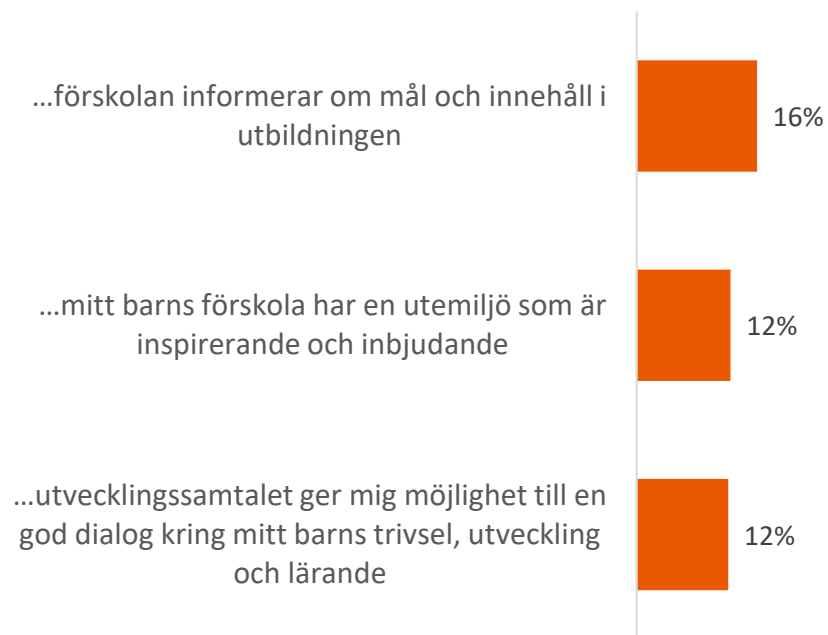 ...förskolan informerar om mål och innehåll i
utbildningen
16%
...mitt barns förskola har en utemiljö som är
inspirerande och inbjudande
12%
...utvecklingssamtalet ger mig möjlighet till en
god dialog kring mitt barns trivsel, utveckling
och lärande
12%